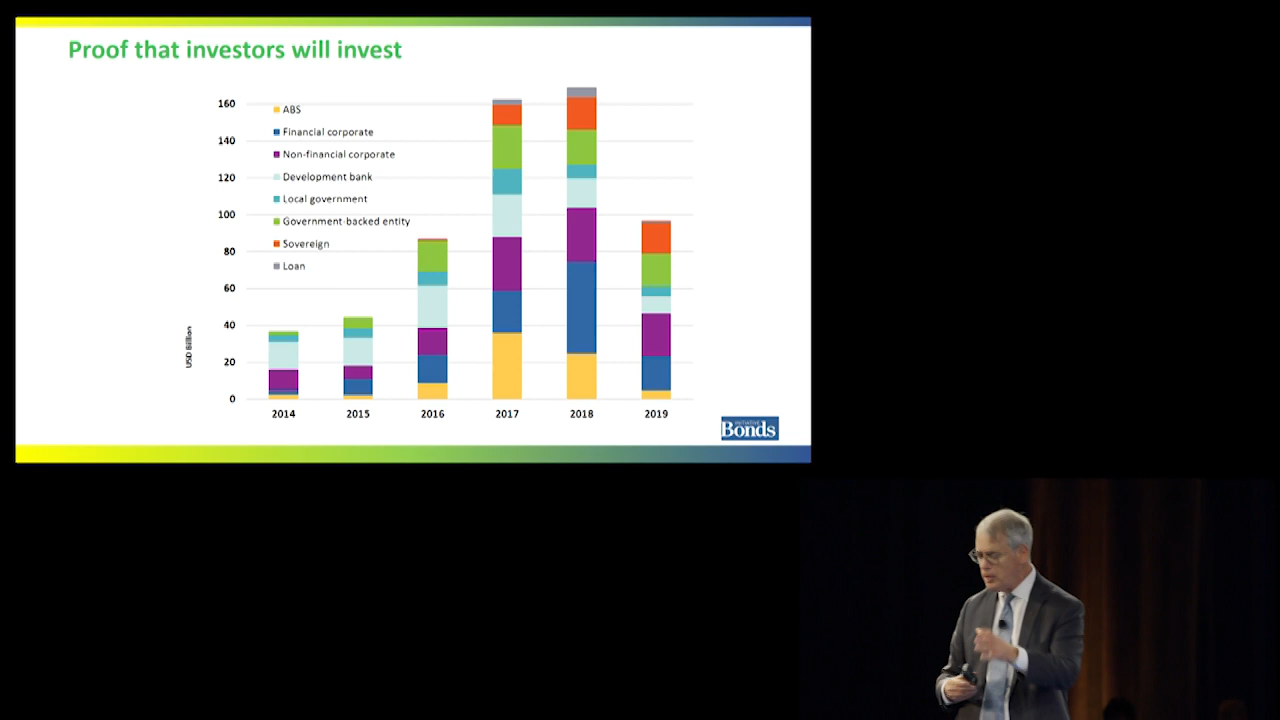 Proof that investors will invest
160
140
120
100
80
60
40
20
0
USD Billion
ABS
Financial corporate
Non-financial corporate
Development bank
Local government
Government-backed entity
Sovereign
Loan
2014 2015 2016 2017 2018 2019
Bonds